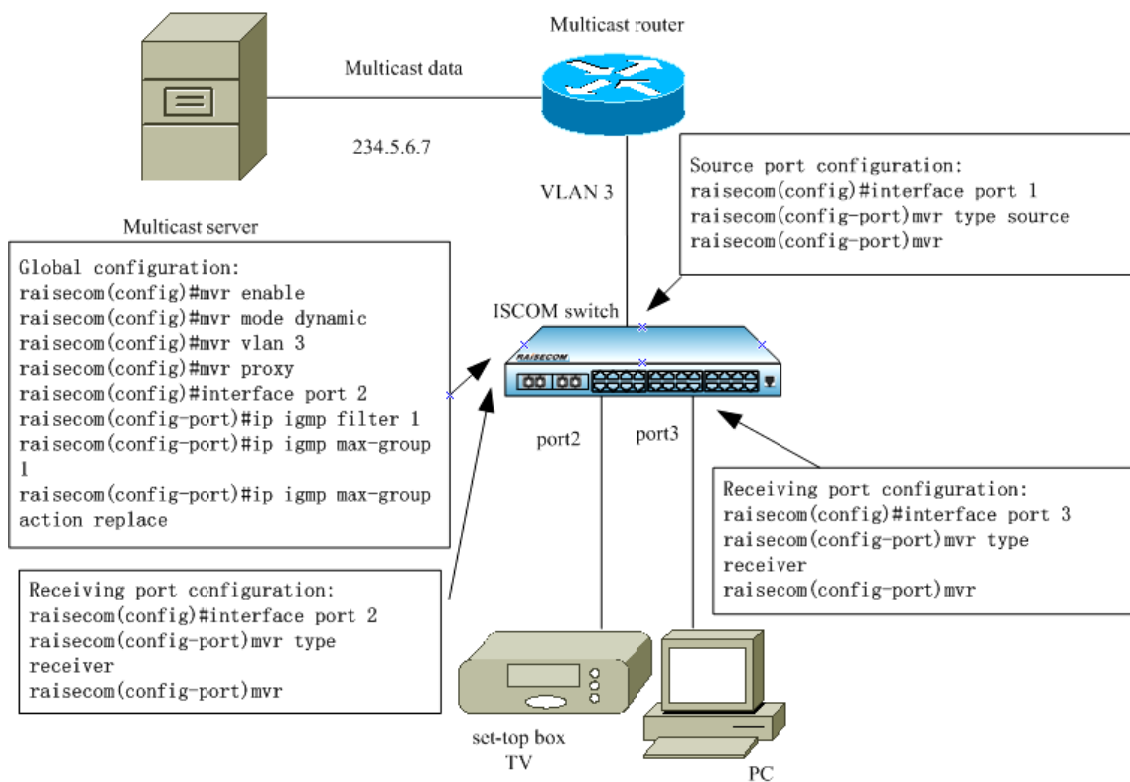 Multicast router
Multicast data
234.5.6.7
VLAN 3
Source port configuration:
raisecom(config)#interface port 1
raisecom(config-port)mvr type source
raisecom(config-port)mvr
Multicast server
Global configuration:
raisecom(config)#mvr enable
raisecom(config)#mvr mode dynamic
raisecom(config)#mvr vlan 3
raisecom(config)#mvr proxy
raisecom(config)#interface port 2
raisecom(config-port)#ip igmp filter 1
raisecom(config-port)#ip igmp max-group
1
raisecom(config-port)#ip igmp max-group
action replace
ISCOM switch
RAISECOM
port2
port3
Receiving port configuration:
raisecom(config)#interface port 3
raisecom(config-port)mvr type
receiver
raisecom(config-port)mvr
Receiving port configuration:
raisecom(config)#interface port 2
raisecom(config-port)mvr type
receiver
raisecom(config-port)mvr
set-top box
TV
PC